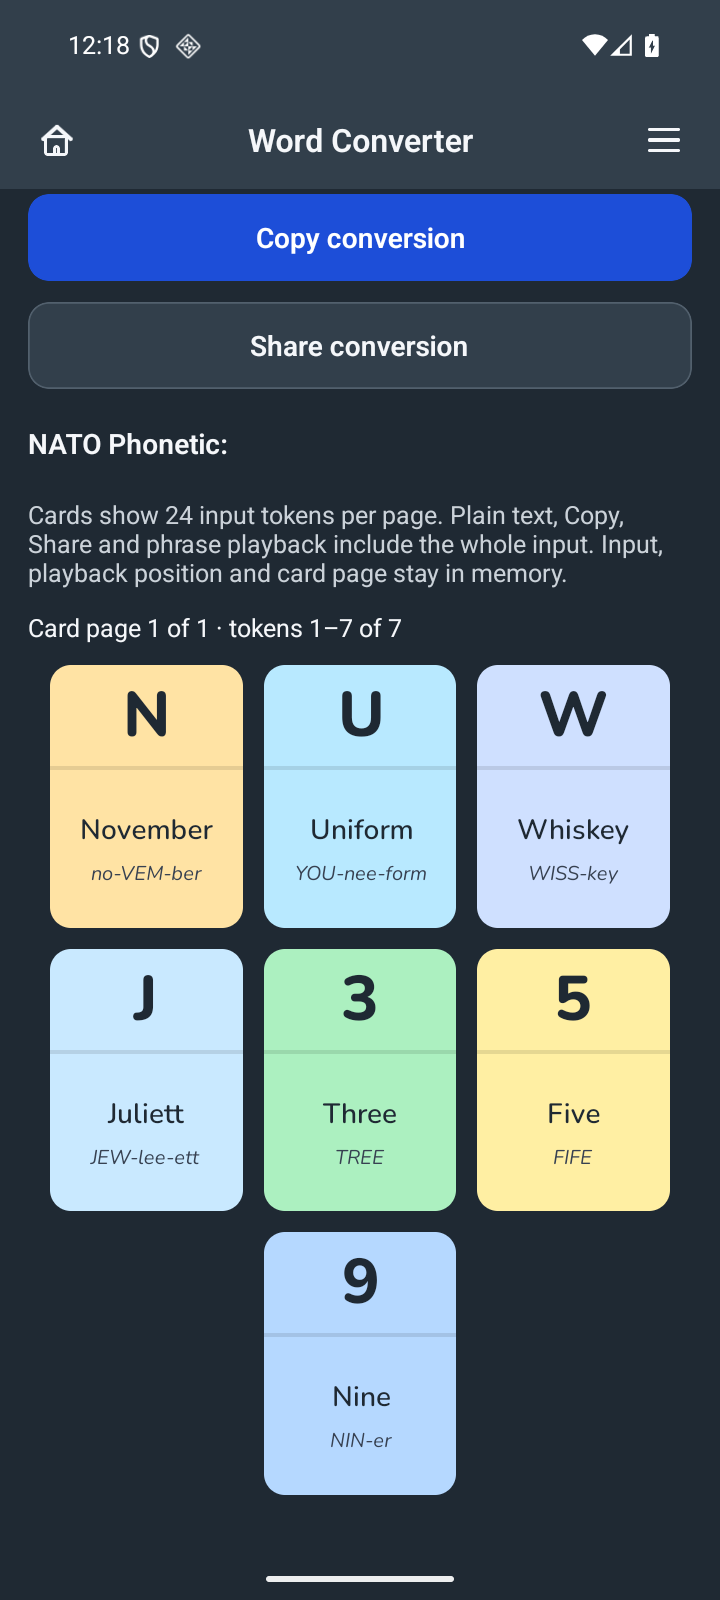 12:18
Word Converter
Copy conversion
Share conversion
NATO Phonetic:
Cards show 24 input tokens per page. Plain text, Copy,
Share and phrase playback include the whole input. Input,
playback position and card page stay in memory.
Card page 1 of 1 · tokens 1–7 of 7
N
November
no-VEM-ber
U
Uniform
YOU-nee-form
W
Whiskey
WISS-key
J
Juliett
JEW-lee-ett
3
Three
TREE
5
Five
FIFE
9
Nine
NIN-er